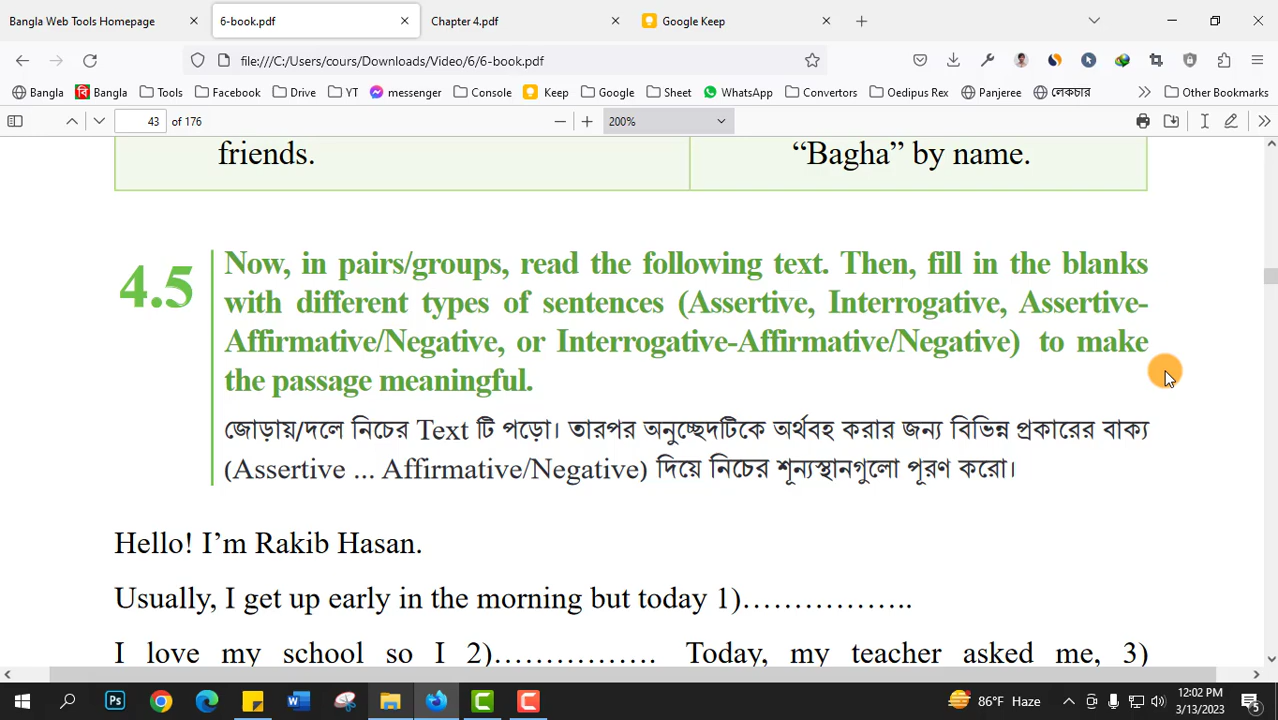 Bangla Web Tools Homepage
6-book.pdf
Chapter 4.pdf
Google Keep
file:///C:/Users/cours/Downloads/Video/6/6-book.pdf
Bangla
বি Bangla
Tools
Facebook
Drive
YT
messenger
Console
Keep
Google
Sheet
WhatsApp
Convertors
Oedipus Rex
Panjeree
লেকচার
Other Bookmarks
43 of 176
200%
friends.
“Bagha” by name.
4.5
Now, in pairs/groups, read the following text. Then, fill in the blanks
with different types of sentences (Assertive, Interrogative, Assertive-
Affirmative/Negative, or Interrogative-Affirmative/Negative) to make
the passage meaningful.
জোড়ায়/দলে নিচের Text টি পড়ো। তারপর অনুচ্ছেদটিকে অর্থবহ করার জন্য বিভিন্ন প্রকারের বাক্য
(Assertive ... Affirmative/Negative) দিয়ে নিচের শূন্যস্থানগুলো পূরণ করো।
Hello! I’m Rakib Hasan.
Usually, I get up early in the morning but today 1)……………..
I love my school so I 2)……………. Today, my teacher asked me, 3)
Ps
W
86°F Haze
12:02 PM
3/13/2023
5